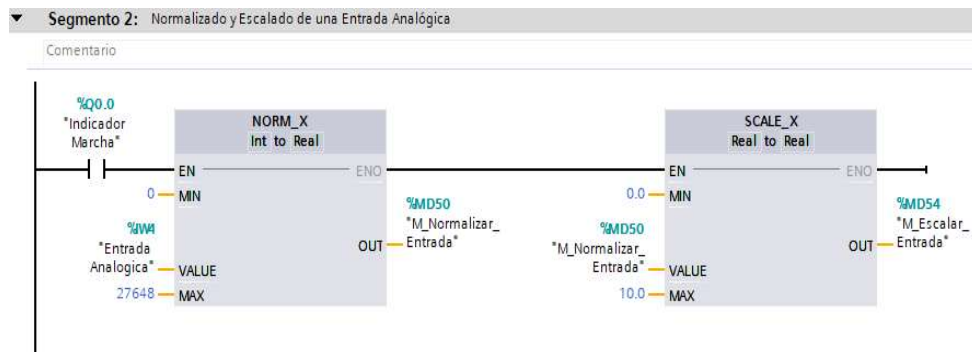 Segmento 2: Normalizado y Escalado de una Entrada Analógica
Comentario
%Q0.0
"Indicador
Marcha"
NORM_X
Int to Real
EN
ENO
0
MIN
%IW4
"Entrada
Analogica"
VALUE
27648
MAX
OUT
%MD50
"M_Normalizar_
Entrada"
SCALE_X
Real to Real
EN
ENO
0.0
MIN
%MD50
"M_Normalizar_
Entrada"
VALUE
10.0
MAX
OUT
%MD54
"M_Escalar_
Entrada"